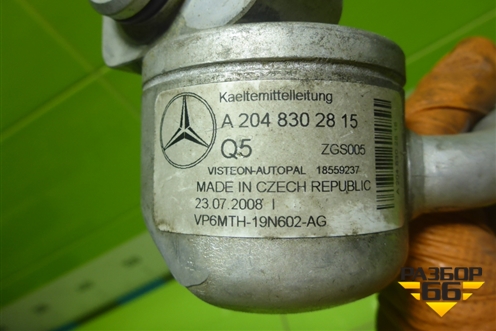 Kaeltemittelleitung
A 204 830 28 15
Q5 ZGS005
VISTEON-AUTOPAL 18559237
MADE IN CZECH REPUBLIC
23.07.2008 I
VP6MTH-19N602-AG
РАЗБОР
66